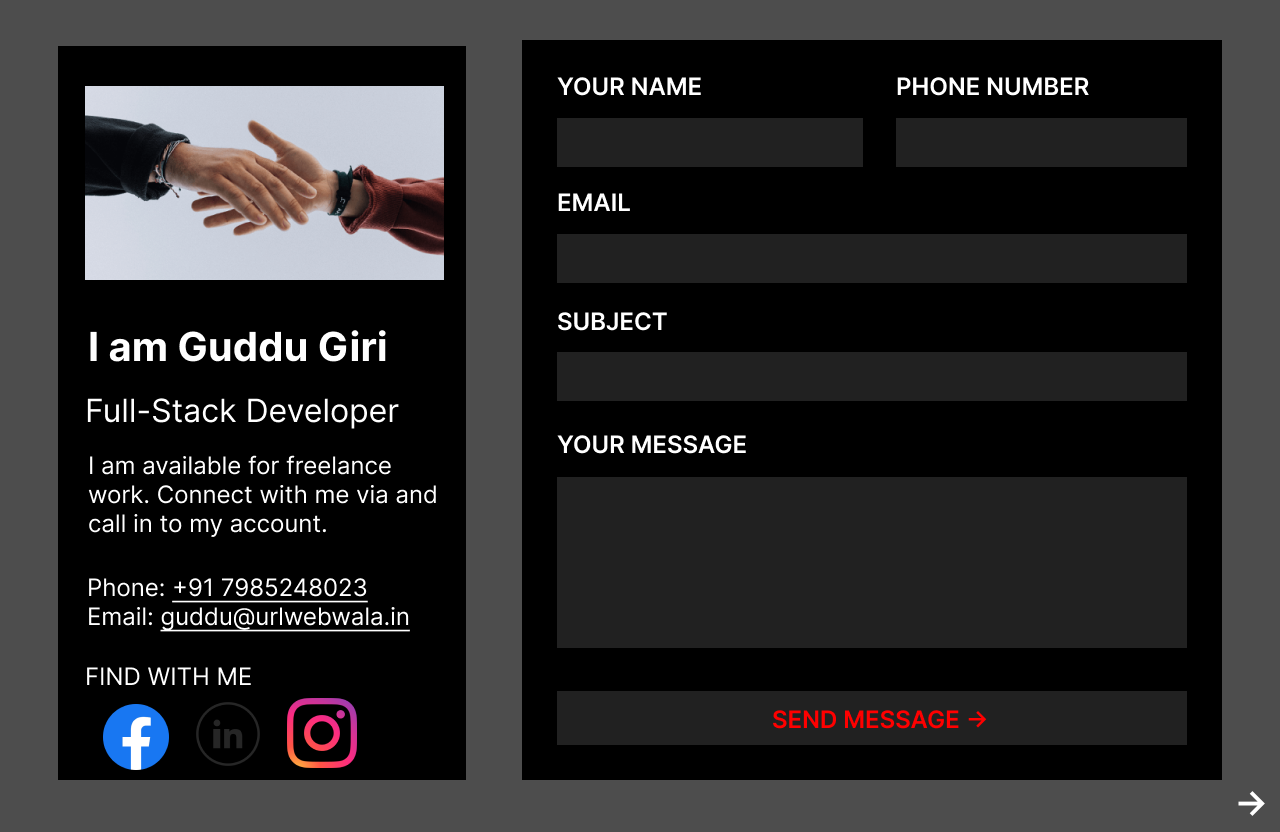 I am Guddu Giri
Full-Stack Developer
I am available for freelance
work. Connect with me via and
call in to my account.
Phone: +91 7985248023
Email: guddu@urlwebwala.in
FIND WITH ME
in
YOUR NAME
PHONE NUMBER
EMAIL
SUBJECT
YOUR MESSAGE
SEND MESSAGE →